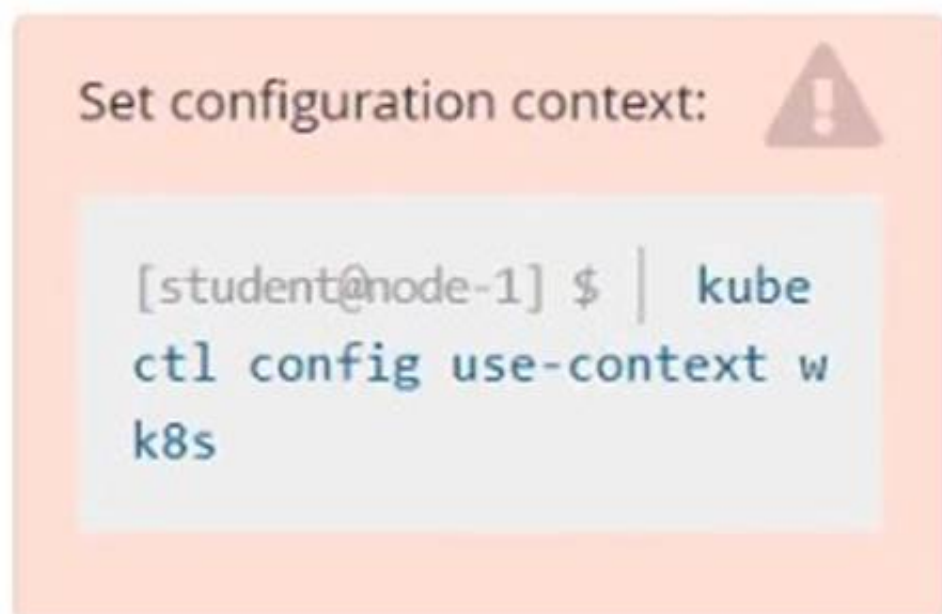 Set configuration context:
[student@node-1] $ | kube
ctl config use-context w
k8s